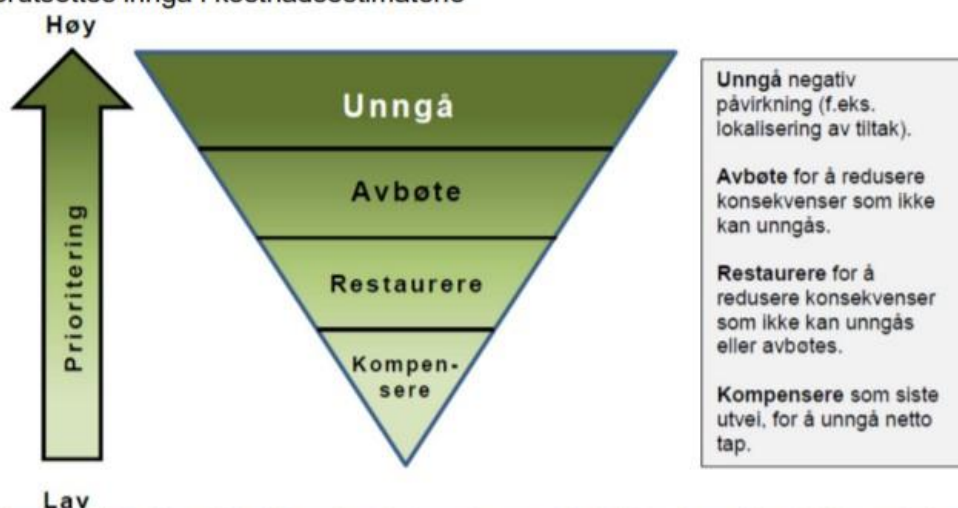 inngå i kostnadsestimatene
Høy
Prioritering
Lav
Unngå
Avbøte
Restaurere
Kompen-
sere
Unngå negativ
påvirkning (f.eks.
lokalisering av tiltak).
Avbøte for å redusere
konsekvenser som ikke
kan unngås.
Restaurere for å
redusere konsekvenser
som ikke kan unngås
eller avbøtes.
Kompensere som siste
utvei, for å unngå netto
tap.